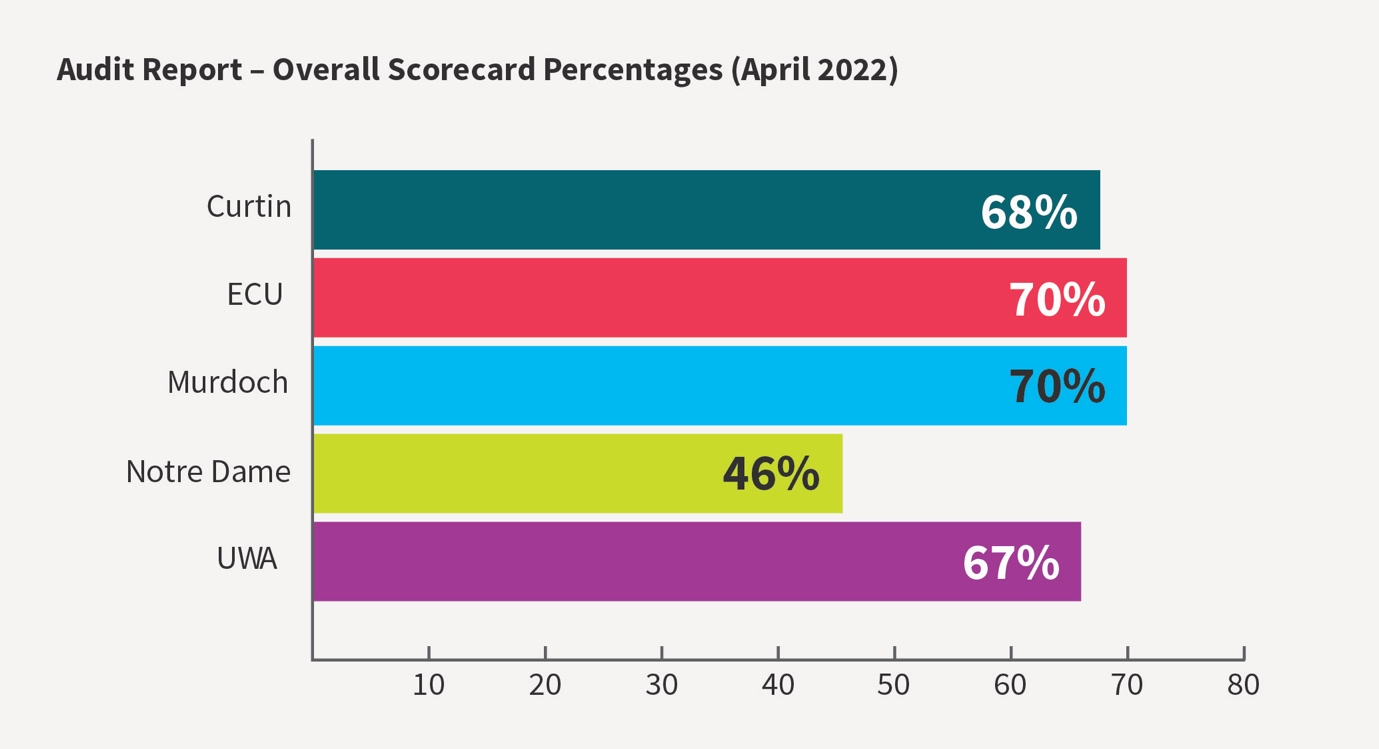 Audit Report – Overall Scorecard Percentages (April 2022)
Curtin 68%
ECU 70%
Murdoch 70%
Notre Dame 46%
UWA 67%
10 20 30 40 50 60 70 80